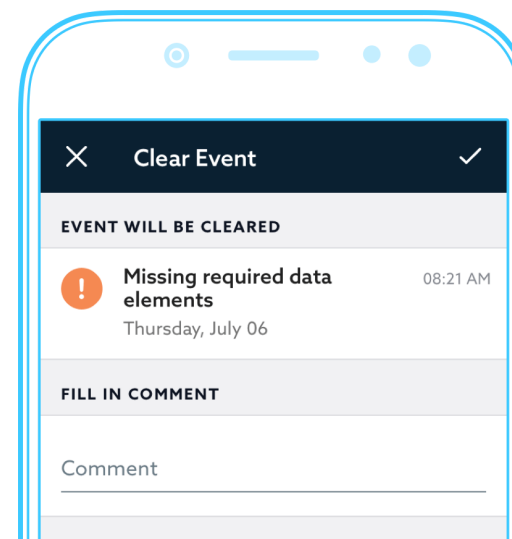 Clear Event
EVENT WILL BE CLEARED
Missing required data
elements
08:21 AM
Thursday, July 06
FILL IN COMMENT
Comment